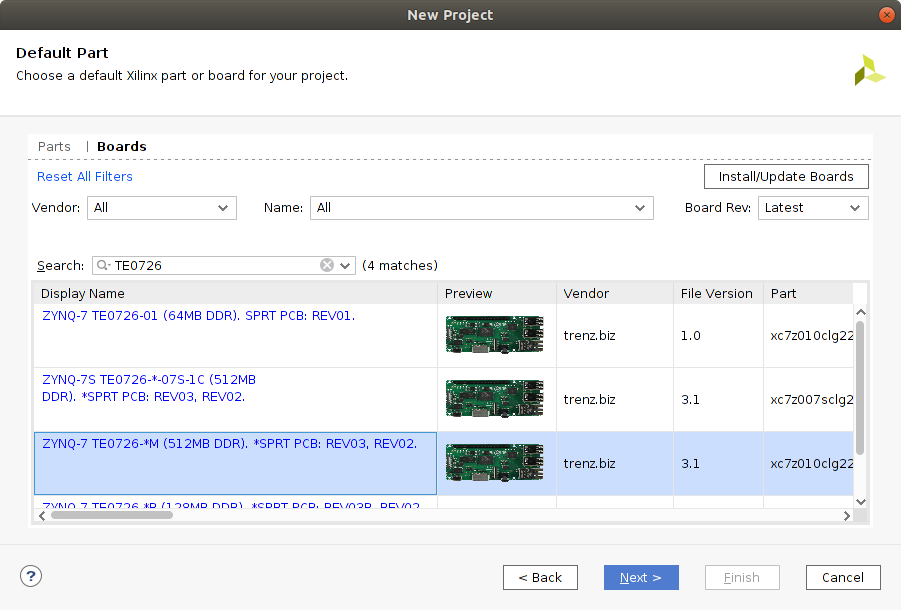 New Project
Default Part
Choose a default Xilinx part or board for your project.
Parts | Boards
Reset All Filters
Install/Update Boards
Vendor: All Name: All Board Rev: Latest
Search: TE0726 (4 matches)
Display Name Preview Vendor File Version Part
ZYNQ-7 TE0726-01 (64MB DDR). SPRT PCB: REV01.
trenz.biz 1.0 xc7z010clg22
ZYNQ-7S TE0726-*-07S-1C (512MB
DDR). *SPRT PCB: REV03, REV02.
trenz.biz 3.1 xc7z007sclg2
ZYNQ-7 TE0726-*M (512MB DDR). *SPRT PCB: REV03, REV02.
trenz.biz 3.1 xc7z010clg22
ZYNQ-7 TE0726-*R (128MB DDR). *SPRT PCB: REV03R, REV02
? < Back Next > Finish Cancel